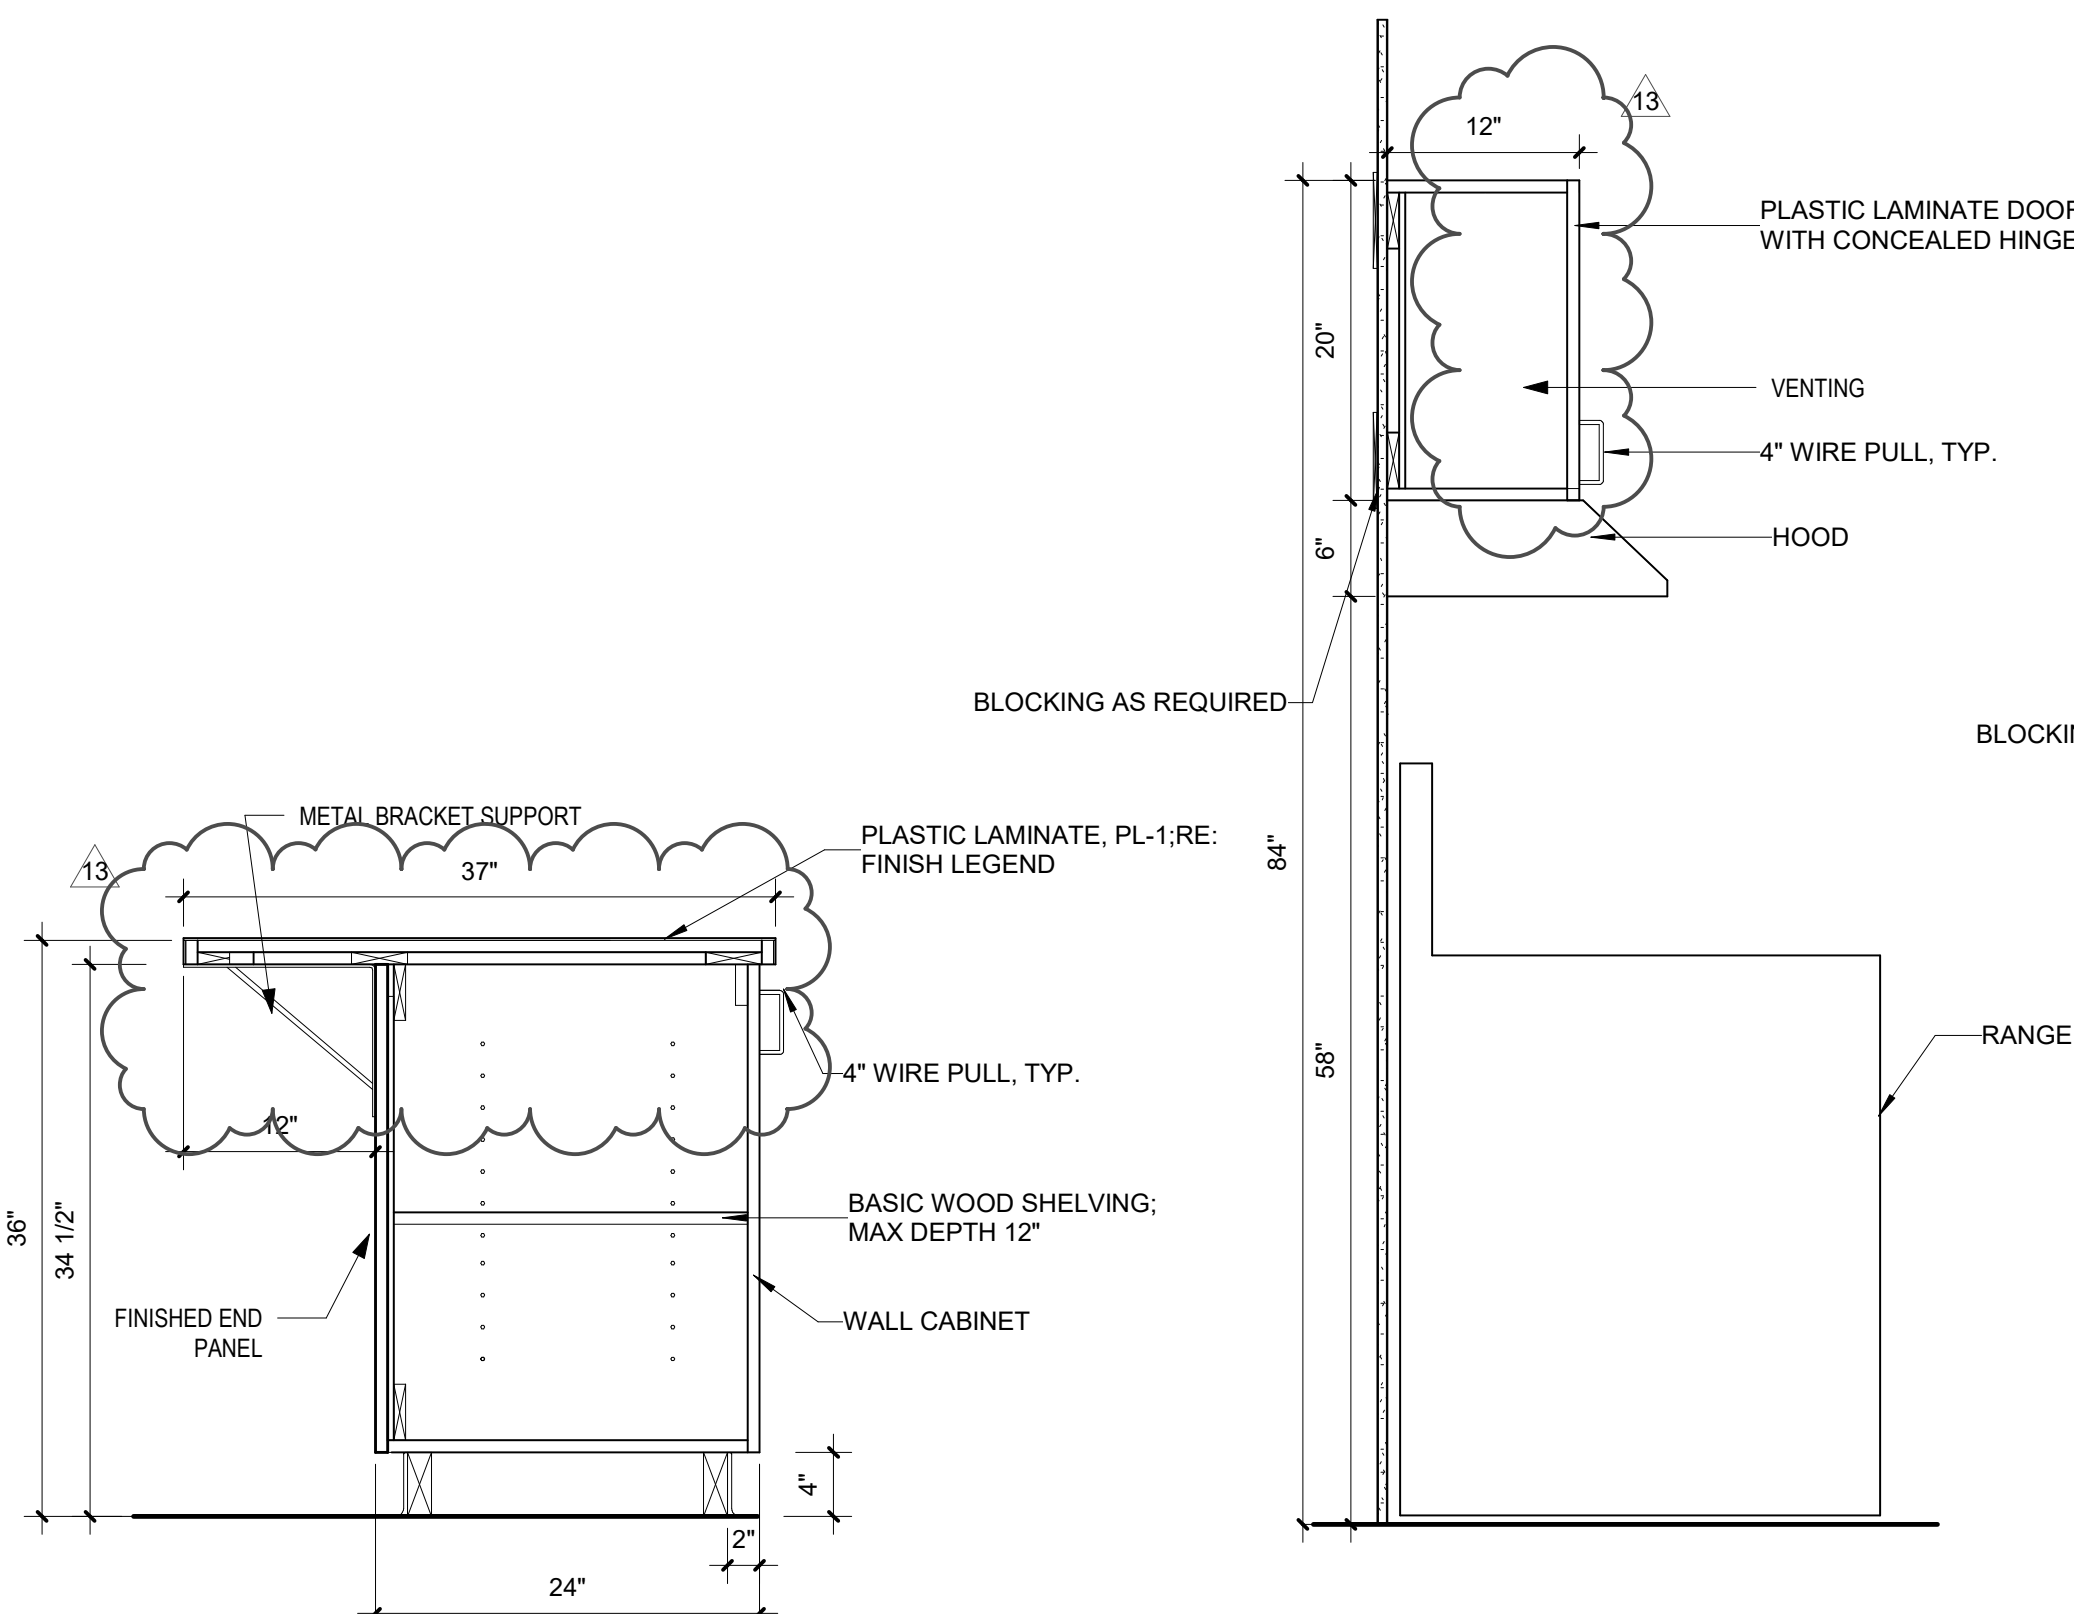 METAL BRACKET SUPPORT
13
37"
PLASTIC LAMINATE, PL-1;RE:
FINISH LEGEND
4" WIRE PULL, TYP.
12"
36"
34 1/2"
BASIC WOOD SHELVING;
MAX DEPTH 12"
FINISHED END
PANEL
WALL CABINET
4"
2"
24"
13
12"
PLASTIC LAMINATE DOOR
WITH CONCEALED HINGE
20"
VENTING
4" WIRE PULL, TYP.
6"
HOOD
BLOCKING AS REQUIRED
84"
58"
RANGE